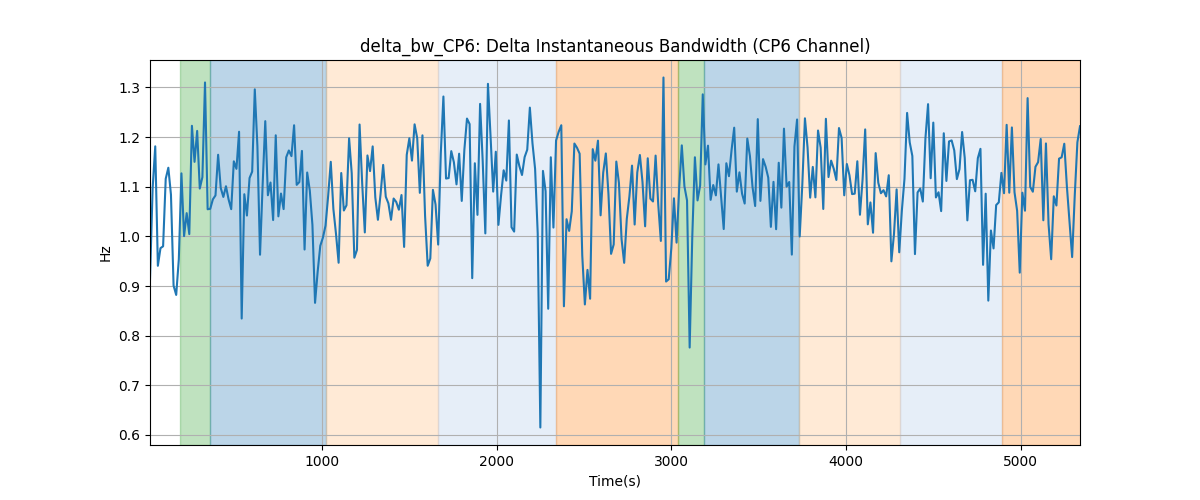 delta_bw_CP6: Delta Instantaneous Bandwidth (CP6 Channel)
Hz
1.3
1.2
1.1
1.0
0.9
0.8
0.7
0.6
1000 2000 3000 4000 5000
Time(s)